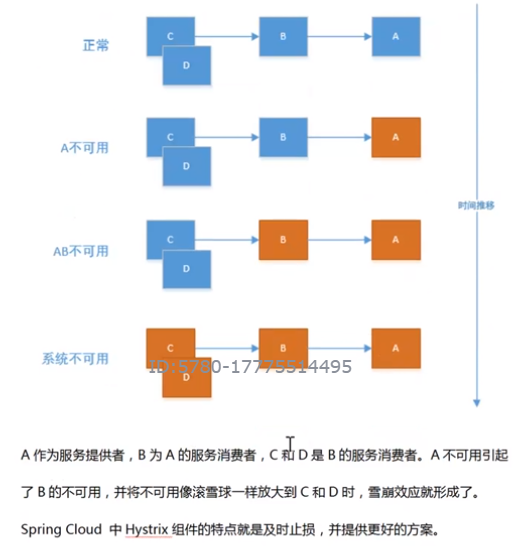 正常
C
B
A
D
A不可用
C
B
A
D
时间推移
AB不可用
C
B
A
D
系统不可用
C
B
A
D
ID:5780-17775514495
A 作为服务提供者，B 为 A 的服务消费者，C 和 D 是 B 的服务消费者。A 不可用引起
了 B 的不可用，并将不可用像滚雪球一样放大到 C 和 D 时，雪崩效应就形成了。
Spring Cloud 中 Hystrix 组件的特点就是及时止损，并提供更好的方案。